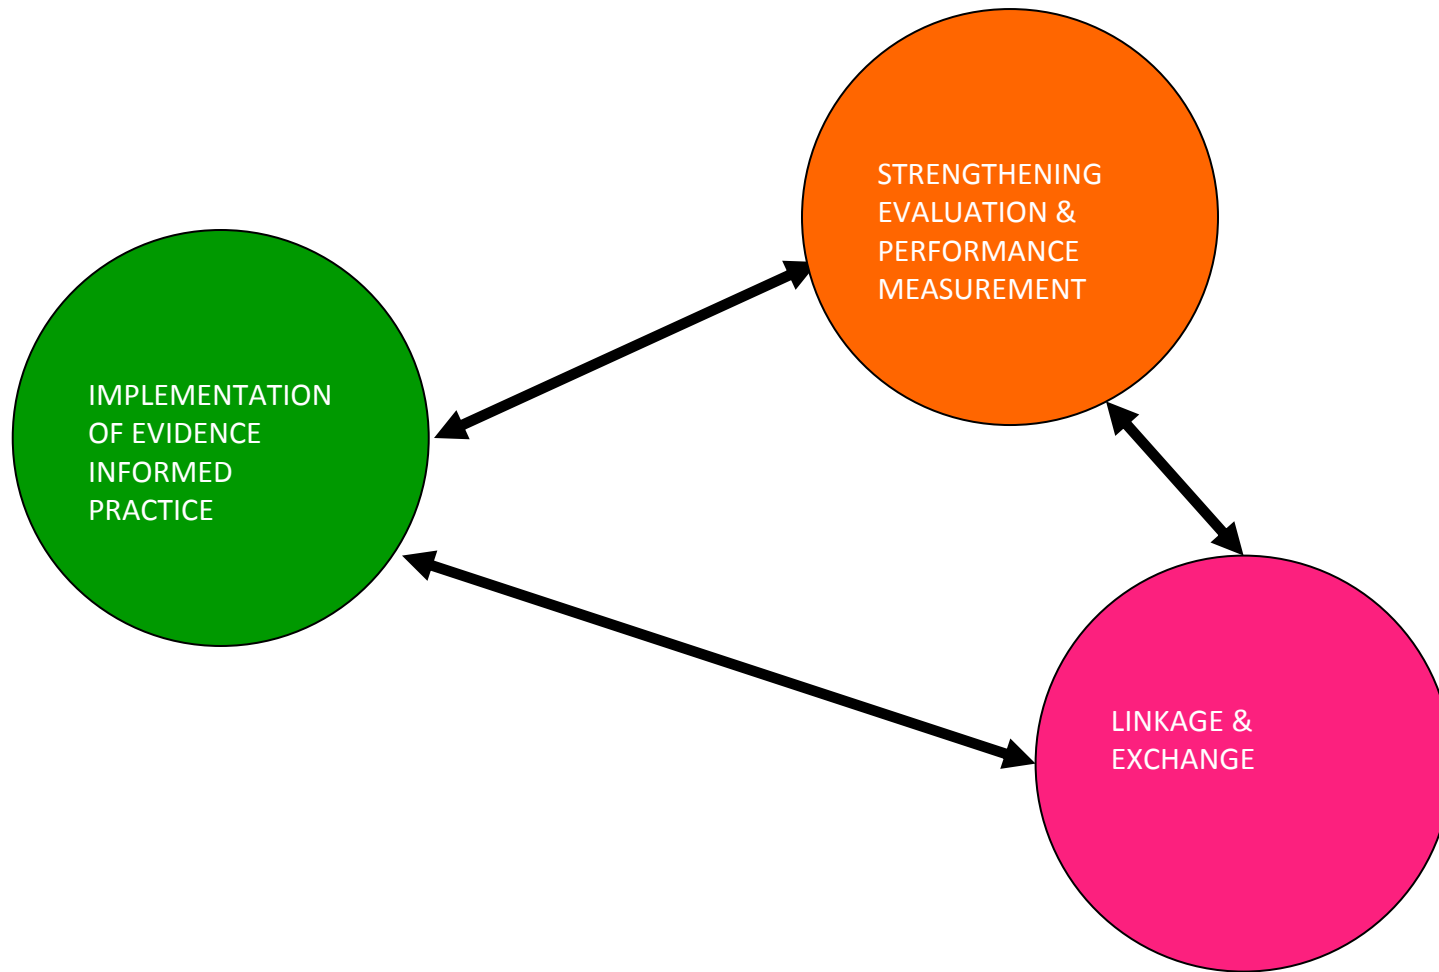 STRENGTHENING
EVALUATION &
PERFORMANCE
MEASUREMENT
IMPLEMENTATION
OF EVIDENCE
INFORMED
PRACTICE
LINKAGE &
EXCHANGE